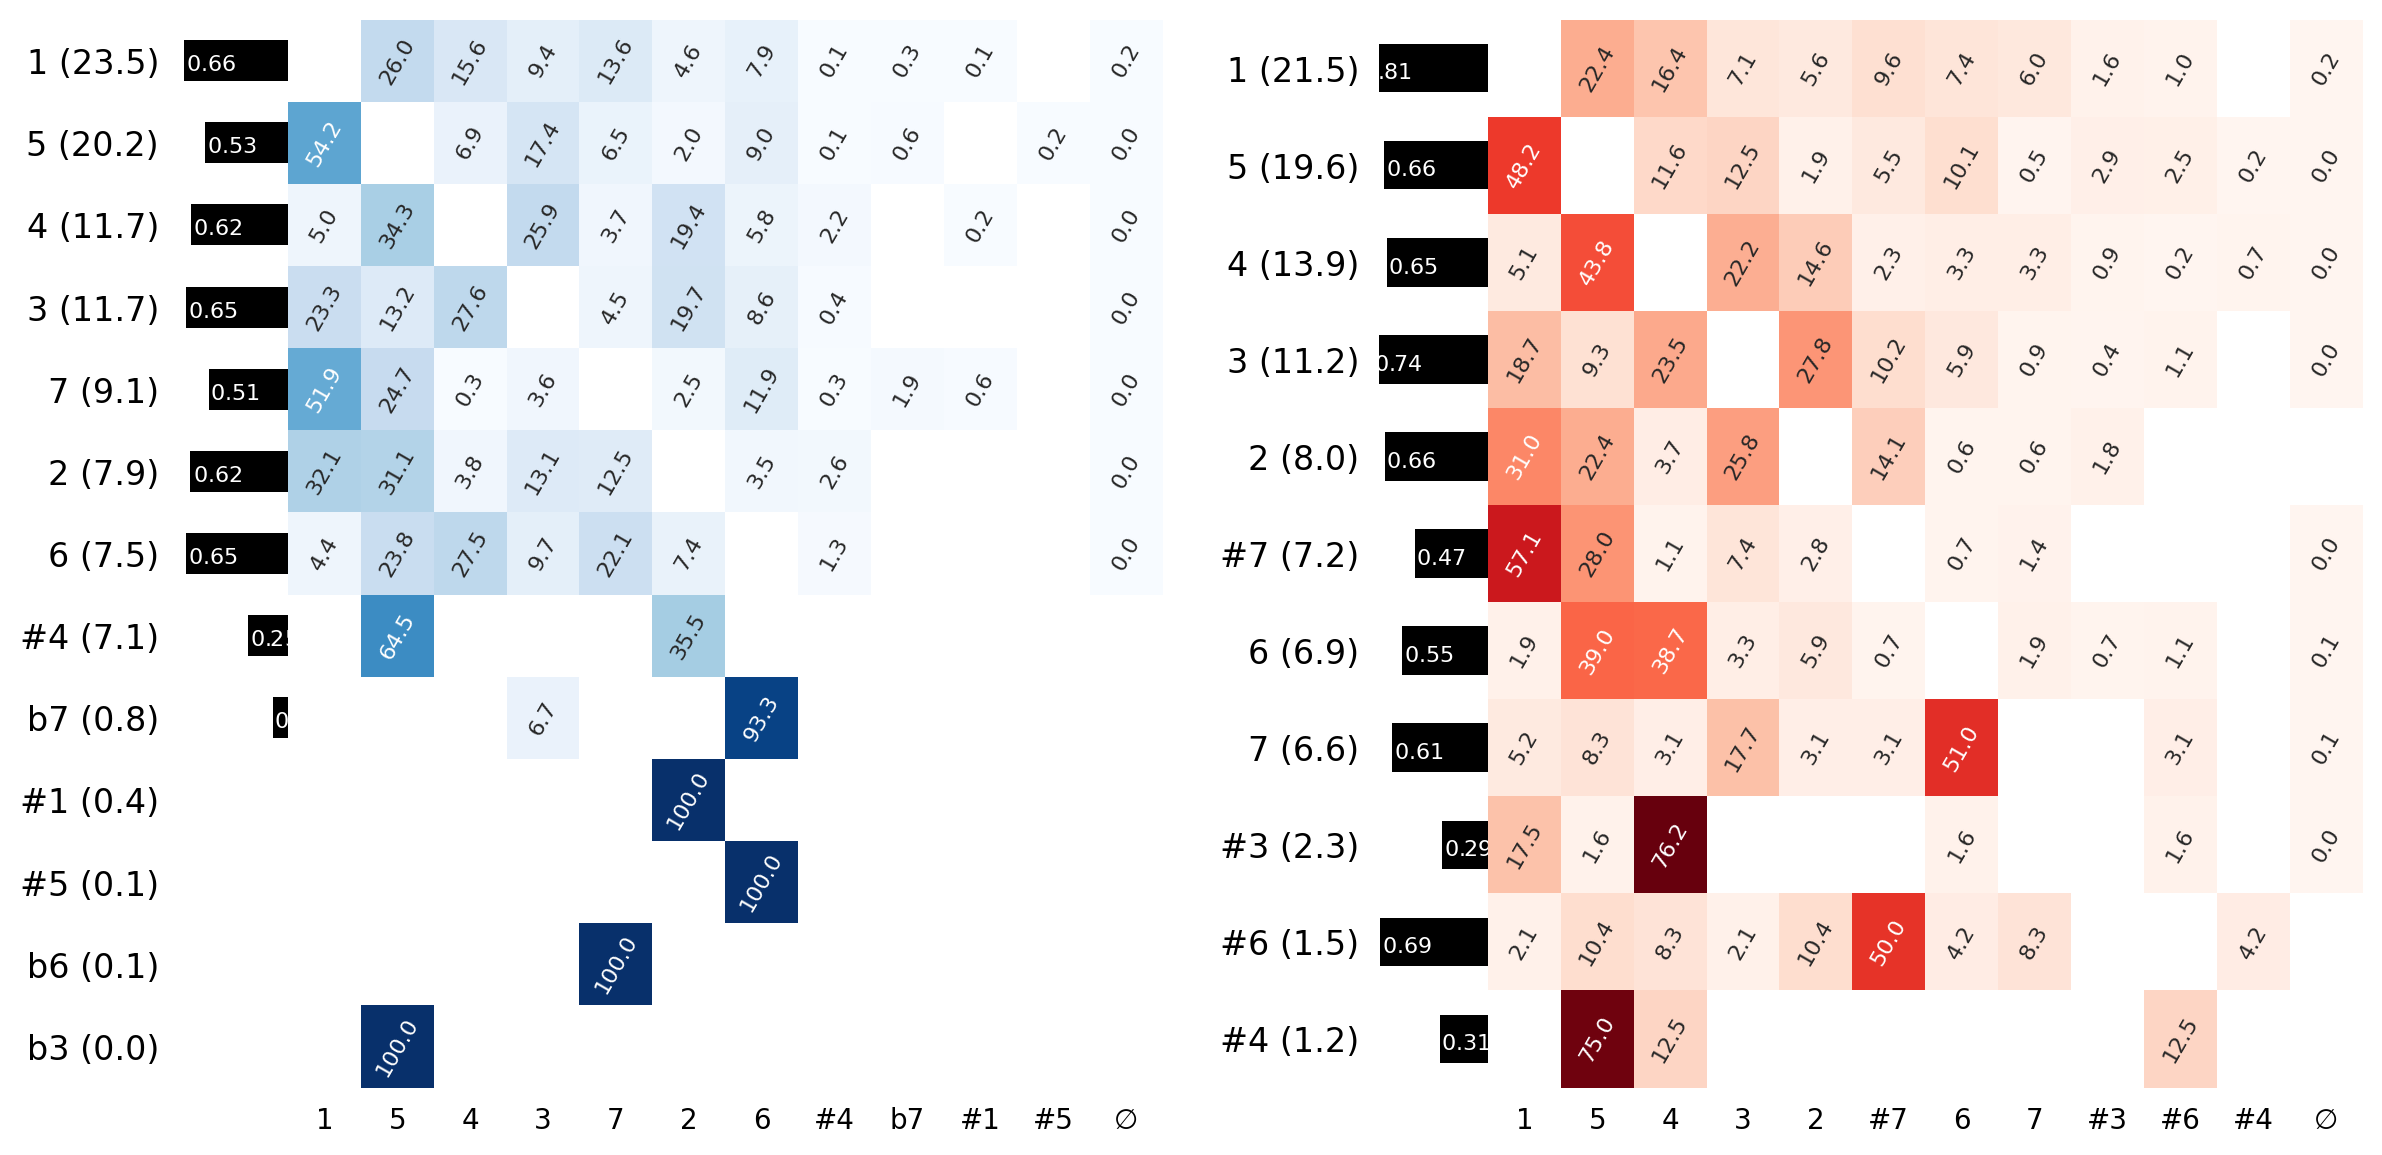 1 (23.5) 0.66 26.0 15.6 9.4 13.6 4.6 7.9 0.1 0.3 0.1 0.2
5 (20.2) 0.53 54.2 6.9 17.4 6.5 2.0 9.0 0.1 0.6 0.2 0.0
4 (11.7) 0.62 5.0 34.3 25.9 3.7 19.4 5.8 2.2 0.2 0.0
3 (11.7) 0.65 23.3 13.2 27.6 4.5 19.7 8.6 0.4 0.0
7 (9.1) 0.51 51.9 24.7 0.3 3.6 2.5 11.9 0.3 1.9 0.6 0.0
2 (7.9) 0.62 32.1 31.1 3.8 13.1 12.5 3.5 2.6 0.0
6 (7.5) 0.65 4.4 23.8 27.5 9.7 22.1 7.4 1.3 0.0
#4 (7.1) 0.25 64.5 35.5
b7 (0.8) 0 6.7 93.3
#1 (0.4) 100.0
#5 (0.1) 100.0
b6 (0.1) 100.0
b3 (0.0) 100.0
1 5 4 3 7 2 6 #4 b7 #1 #5 ∅
1 (21.5) .81 22.4 16.4 7.1 5.6 9.6 7.4 6.0 1.6 1.0 0.2
5 (19.6) 0.66 48.2 11.6 12.5 1.9 5.5 10.1 0.5 2.9 2.5 0.2 0.0
4 (13.9) 0.65 5.1 43.8 22.2 14.6 2.3 3.3 3.3 0.9 0.2 0.7 0.0
3 (11.2) 0.74 18.7 9.3 23.5 27.8 10.2 5.9 0.9 0.4 1.1 0.0
2 (8.0) 0.66 31.0 22.4 3.7 25.8 14.1 0.6 0.6 1.8
#7 (7.2) 0.47 57.1 28.0 1.1 7.4 2.8 0.7 1.4 0.0
6 (6.9) 0.55 1.9 39.0 38.7 3.3 5.9 0.7 1.9 0.7 1.1 0.1
7 (6.6) 0.61 5.2 8.3 3.1 17.7 3.1 3.1 51.0 3.1 0.1
#3 (2.3) 0.29 17.5 1.6 76.2 1.6 1.6 0.0
#6 (1.5) 0.69 2.1 10.4 8.3 2.1 10.4 50.0 4.2 8.3 4.2
#4 (1.2) 0.31 75.0 12.5 12.5
1 5 4 3 2 #7 6 7 #3 #6 #4 ∅